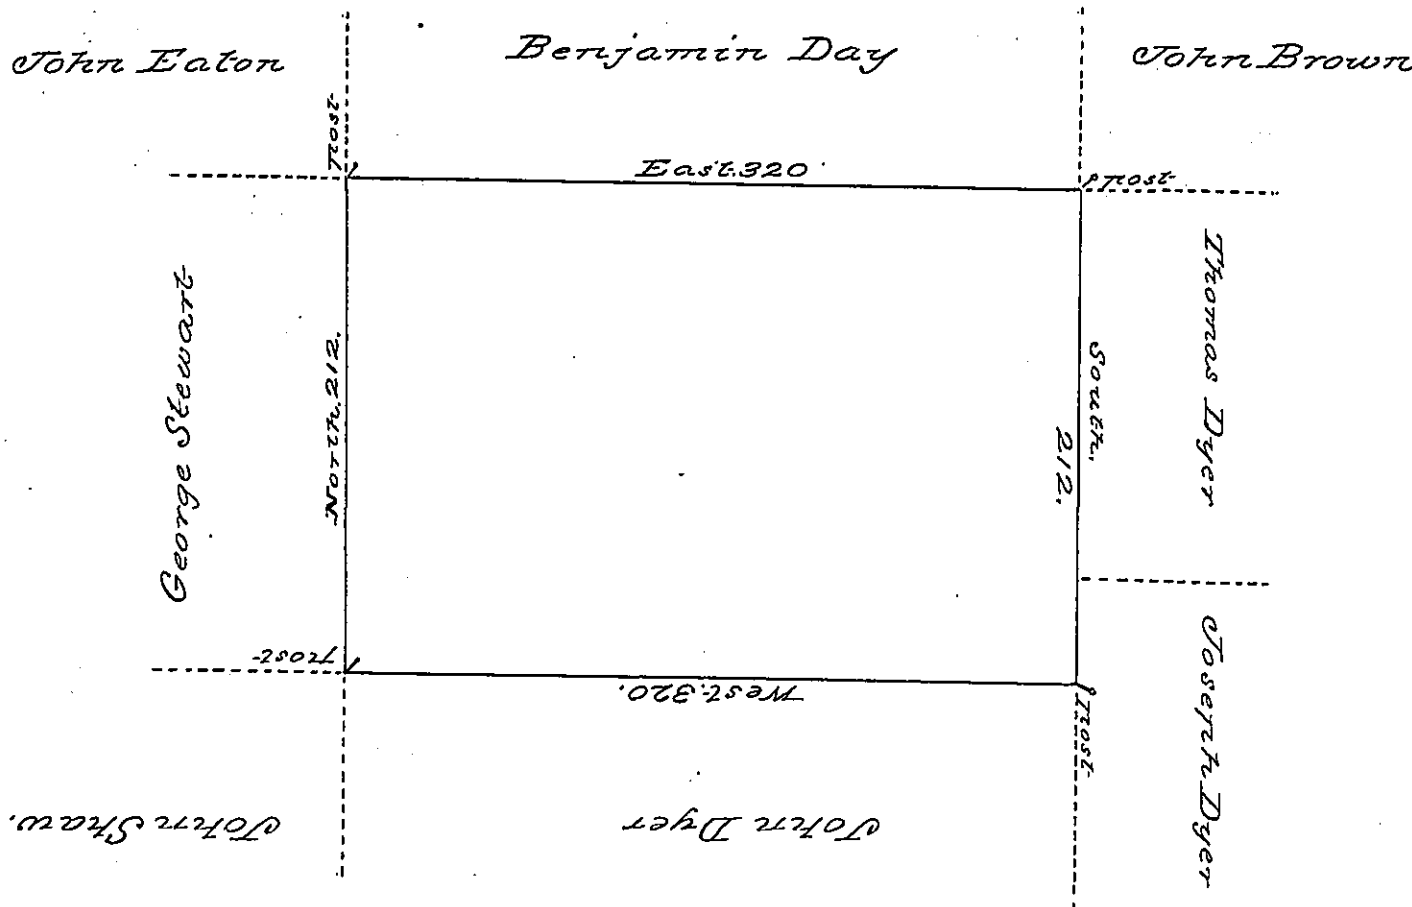 John Eaton
Benjamin Day
John Brown
Post
East. 320
Post
George Stewart
North. 212.
South.
212.
Thomas Dyer
Post
West. 320.
Post
Joseph Dyer
John Shaw.
John Dyer